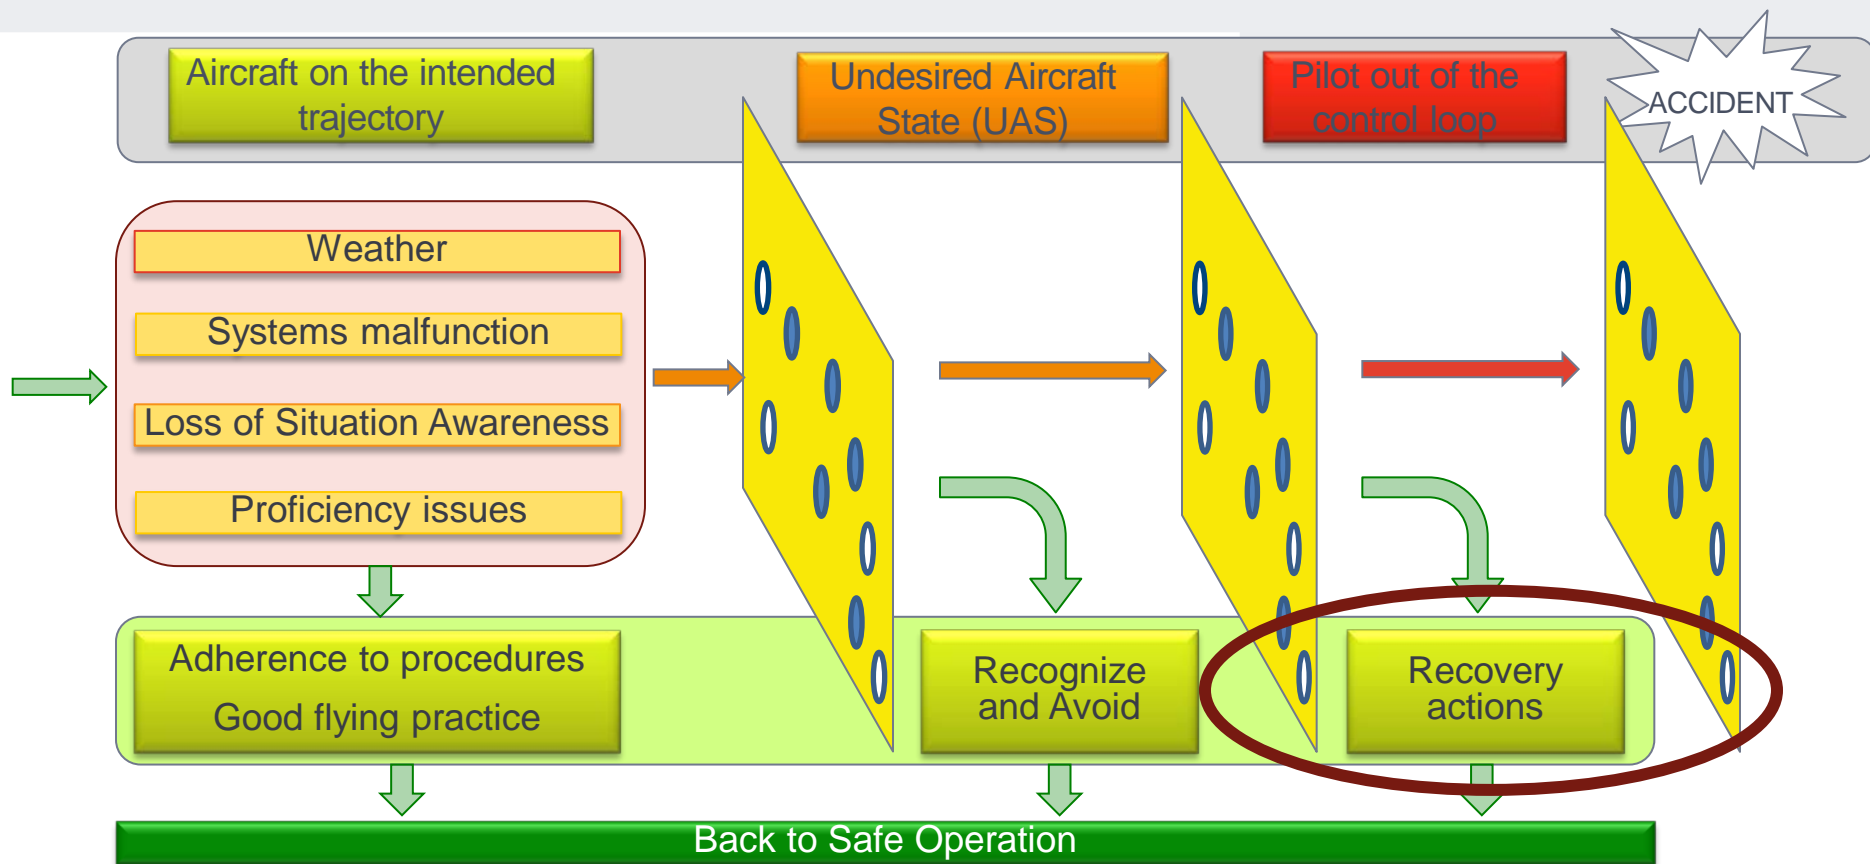 Aircraft on the intended
trajectory
Undesired Aircraft
State (UAS)
Pilot out of the
control loop
ACCIDENT
Weather
Systems malfunction
Loss of Situation Awareness
Proficiency issues
Adherence to procedures
Good flying practice
Recognize
and Avoid
Recovery
actions
Back to Safe Operation